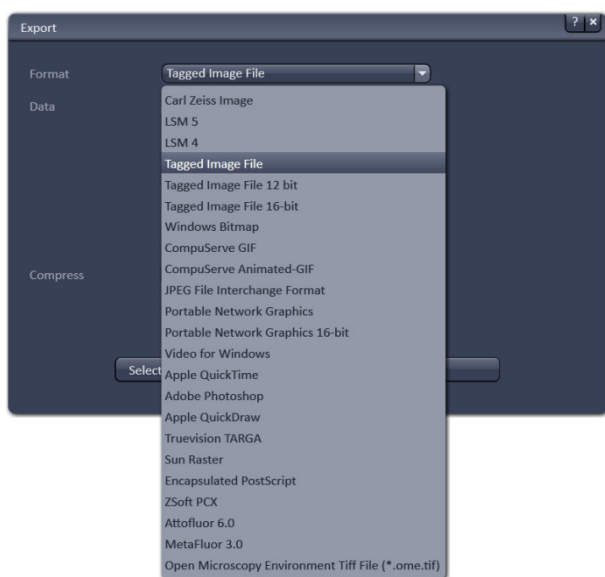 Export
? ×
Format Tagged Image File
Data
Carl Zeiss Image
LSM 5
LSM 4
Tagged Image File
Tagged Image File 12 bit
Tagged Image File 16-bit
Windows Bitmap
CompuServe GIF
CompuServe Animated-GIF
Compress
JPEG File Interchange Format
Portable Network Graphics
Portable Network Graphics 16-bit
Video for Windows
Select
Apple QuickTime
Adobe Photoshop
Apple QuickDraw
Truevision TARGA
Sun Raster
Encapsulated PostScript
ZSoft PCX
Attofluor 6.0
MetaFluor 3.0
Open Microscopy Environment Tiff File (*.ome.tif)